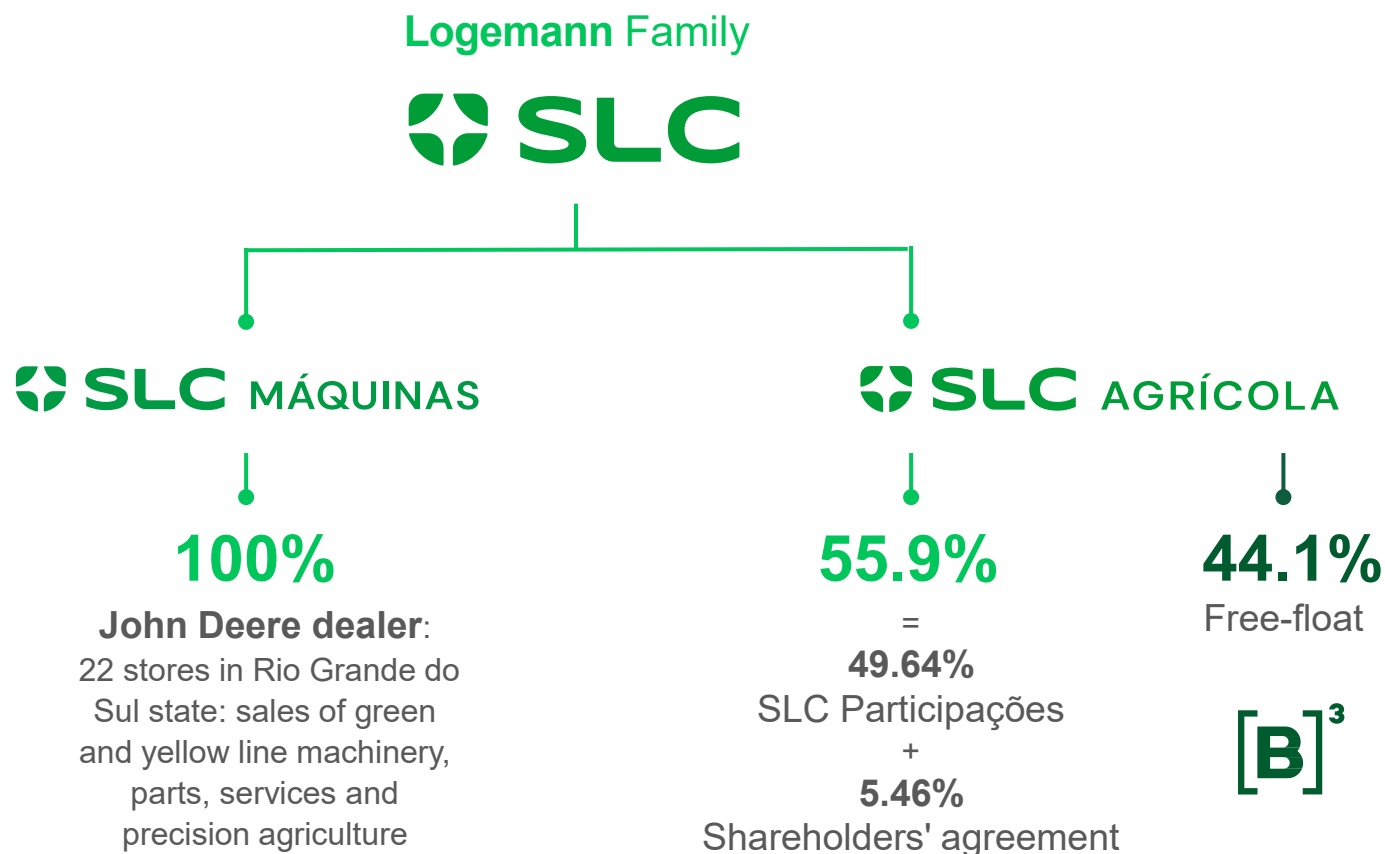 Logemann Family
SLC
SLC MÁQUINAS
SLC AGRÍCOLA
100%
John Deere dealer:
22 stores in Rio Grande do
Sul state: sales of green
and yellow line machinery,
parts, services and
precision agriculture
55.9%
=
49.64%
SLC Participações
+
5.46%
Shareholders' agreement
44.1%
Free-float
[B]³